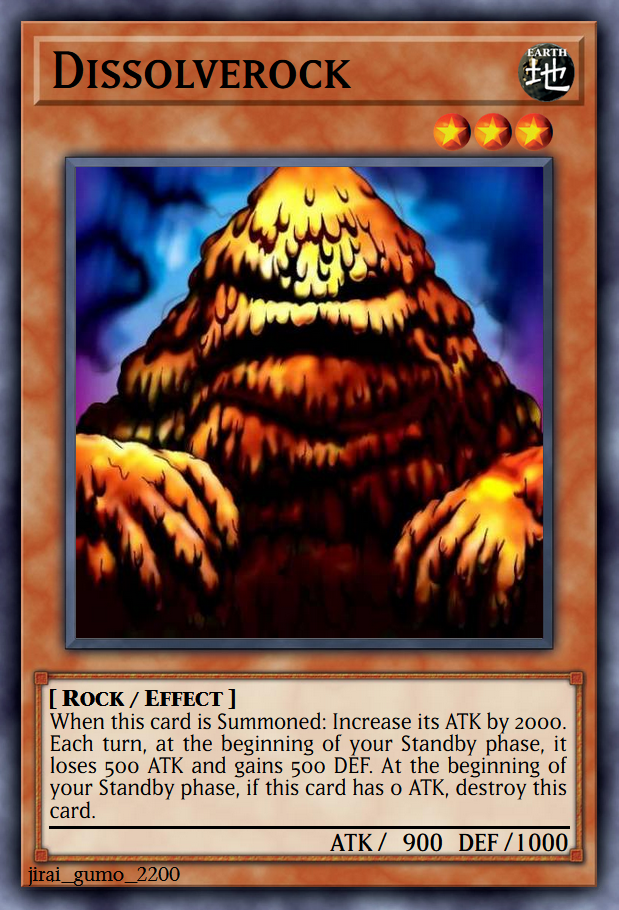 Dissolverock
EARTH
地
[ Rock / Effect ]
When this card is Summoned: Increase its ATK by 2000.
Each turn, at the beginning of your Standby phase, it
loses 500 ATK and gains 500 DEF. At the beginning of
your Standby phase, if this card has 0 ATK, destroy this
card.
ATK / 900 DEF /1000
jirai_gumo_2200